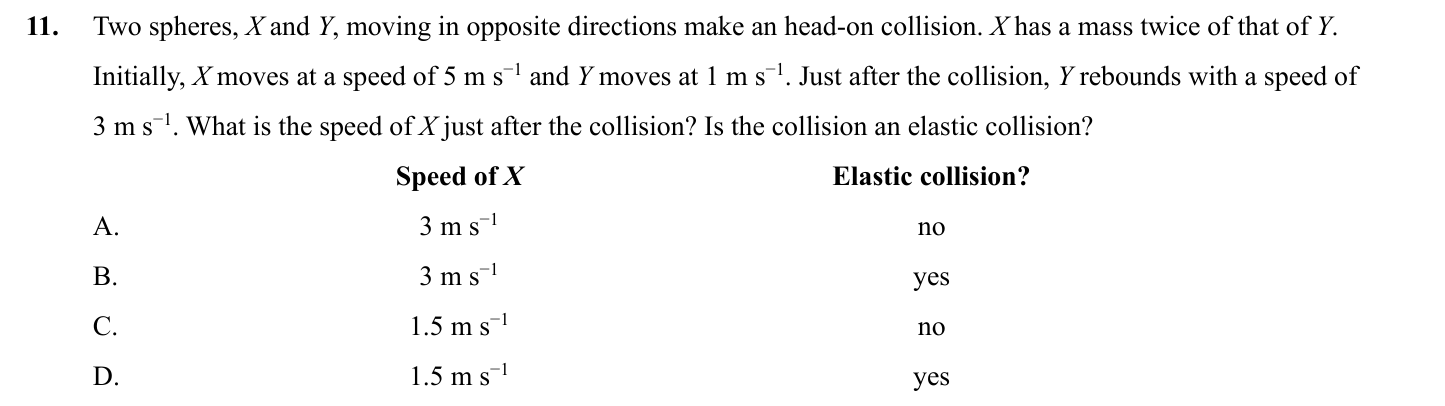 11. Two spheres, X and Y, moving in opposite directions make an head-on collision. X has a mass twice of that of Y.
Initially, X moves at a speed of 5 m s⁻¹ and Y moves at 1 m s⁻¹. Just after the collision, Y rebounds with a speed of
3 m s⁻¹. What is the speed of X just after the collision? Is the collision an elastic collision?
Speed of X Elastic collision?
A. 3 m s⁻¹ no
B. 3 m s⁻¹ yes
C. 1.5 m s⁻¹ no
D. 1.5 m s⁻¹ yes